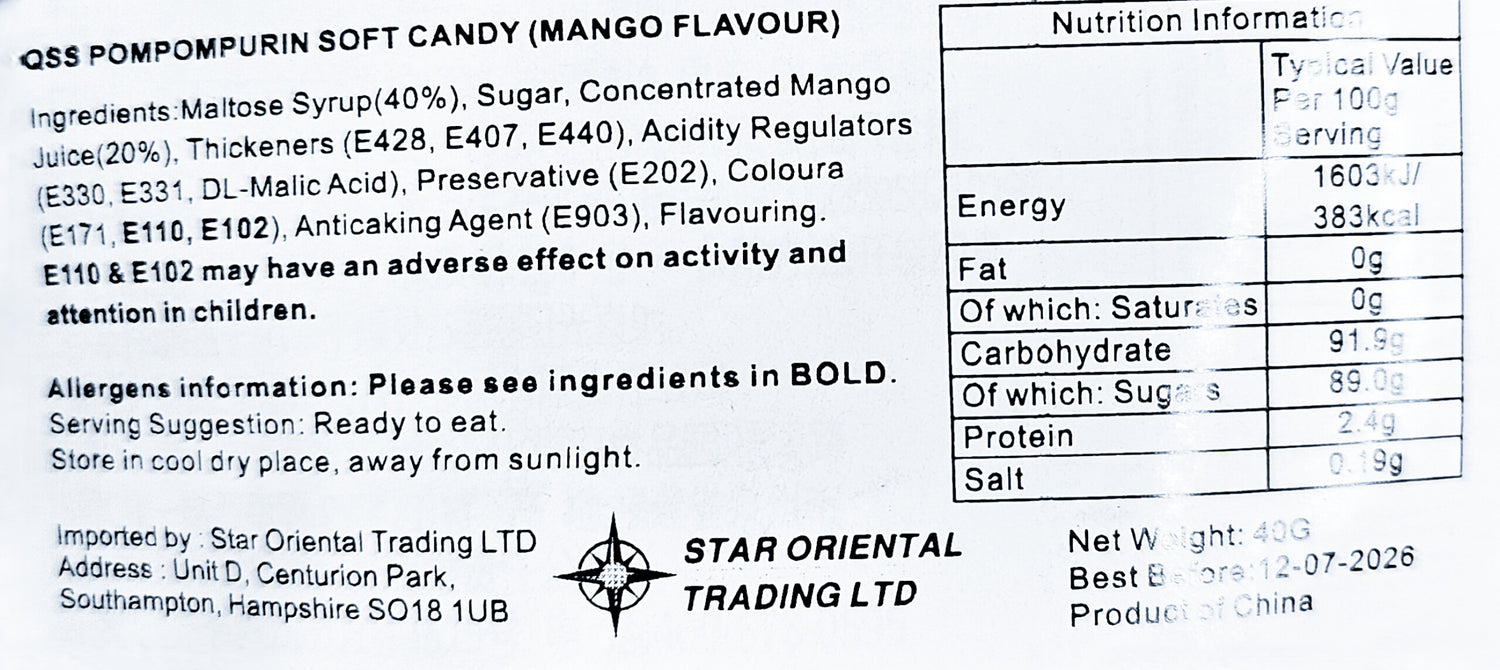 QSS POMPOMPURIN SOFT CANDY (MANGO FLAVOUR)
Ingredients:Maltose Syrup(40%), Sugar, Concentrated Mango
Juice(20%), Thickeners (E428, E407, E440), Acidity Regulators
(E330, E331, DL-Malic Acid), Preservative (E202), Coloura
(E171, E110, E102), Anticaking Agent (E903), Flavouring.
E110 & E102 may have an adverse effect on activity and
attention in children.
Allergens information: Please see ingredients in BOLD.
Serving Suggestion: Ready to eat.
Store in cool dry place, away from sunlight.
Imported by : Star Oriental Trading LTD
Address : Unit D, Centurion Park,
Southampton, Hampshire SO18 1UB
STAR ORIENTAL
TRADING LTD
Nutrition Information
Typical Value
Per 100g
Serving
Energy 1603kJ/
383kcal
Fat 0g
Of which: Saturates 0g
Carbohydrate 91.9g
Of which: Sugars 89.0g
Protein 2.4g
Salt 0.19g
Net Weight: 40G
Best Before:12-07-2026
Product of China